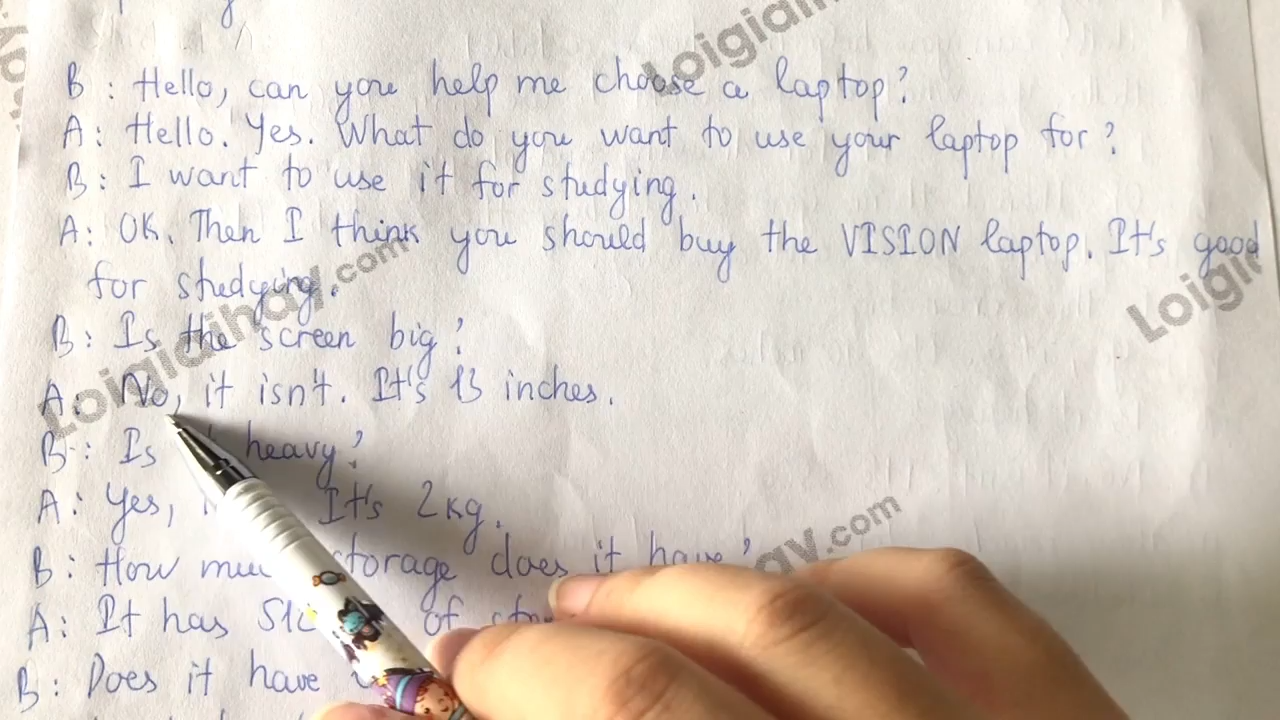 B : Hello, can you help me choose a laptop?
A: Hello. Yes. What do you want to use your laptop for?
B: I want to use it for studying.
A: OK. Then I think you should buy the VISION laptop. It's good
for studying.
B: Is the screen big?
A: No, it isn't. It's 13 inches.
B: Is heavy?
A: Yes, It's 2kg.
B: How storage does it have?
A: It has of
B: Does it have
Loigiaihay.com